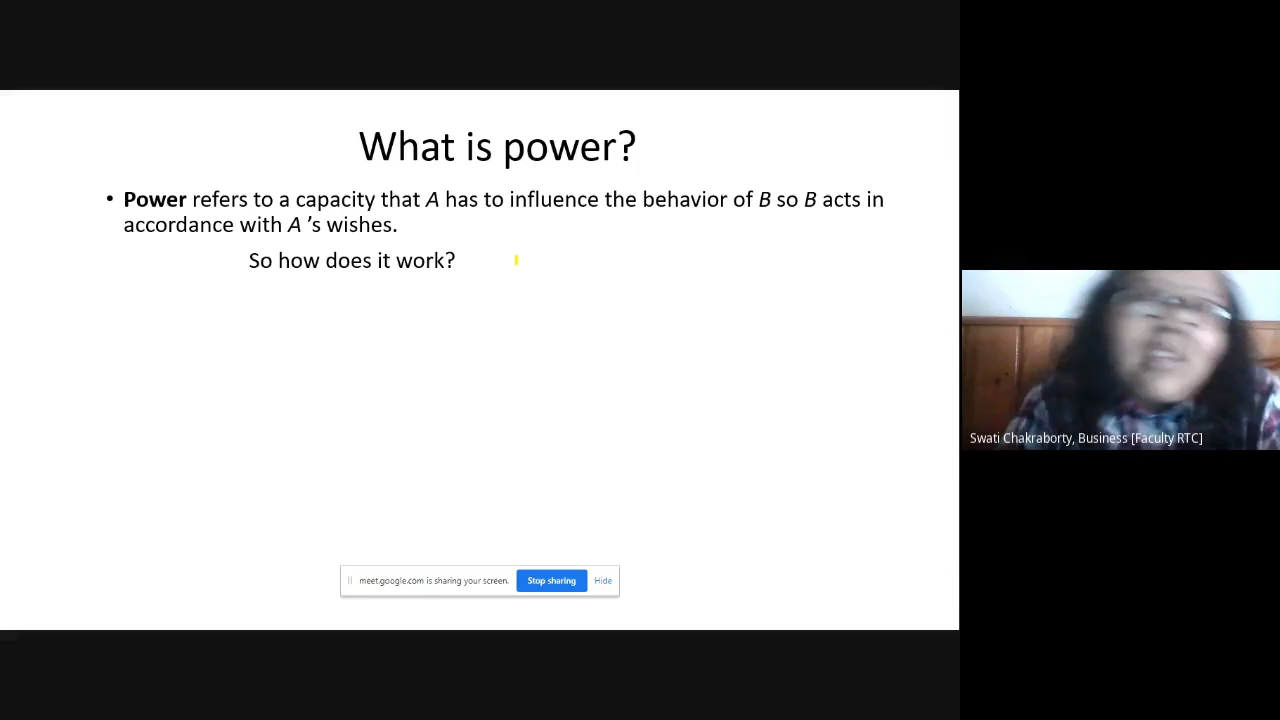 What is power?
• Power refers to a capacity that A has to influence the behavior of B so B acts in
accordance with A ’s wishes.
So how does it work?
Swati Chakraborty, Business [Faculty RTC]
meet.google.com is sharing your screen. Stop sharing Hide